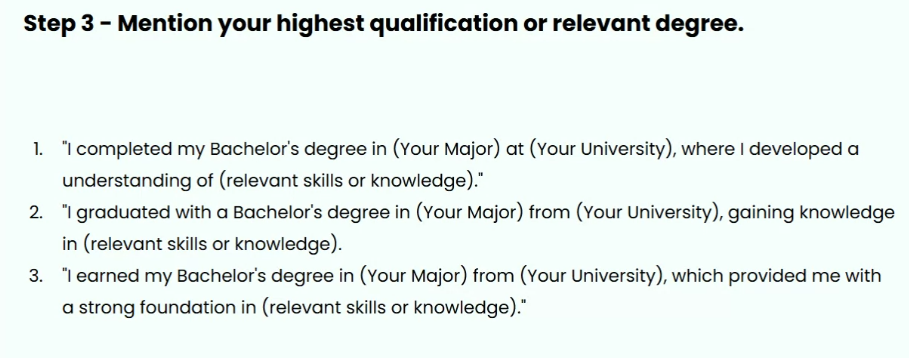 Step 3 - Mention your highest qualification or relevant degree.
1. "I completed my Bachelor's degree in (Your Major) at (Your University), where I developed a
understanding of (relevant skills or knowledge)."
2. "I graduated with a Bachelor's degree in (Your Major) from (Your University), gaining knowledge
in (relevant skills or knowledge).
3. "I earned my Bachelor's degree in (Your Major) from (Your University), which provided me with
a strong foundation in (relevant skills or knowledge)."